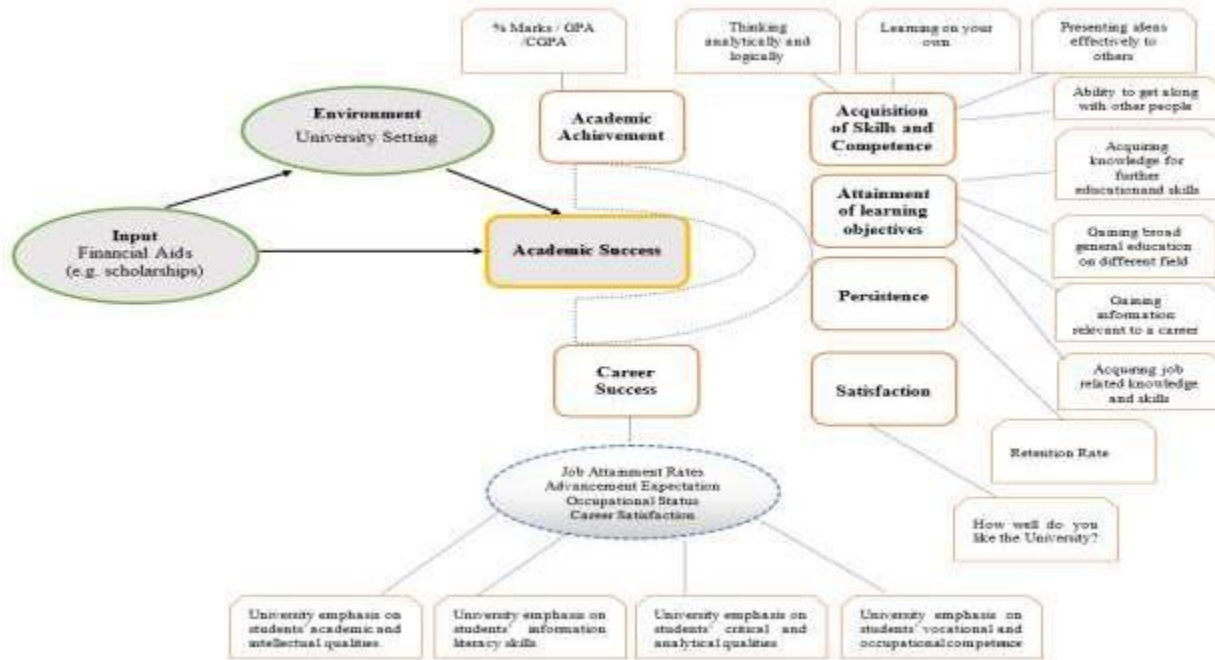 % Marks / GPA
/CGPA
Thinking
analytically and
logically
Learning on your
own
Presenting ideas
effectively to
others
Environment
University Setting
Academic
Achievement
Acquisition
of Skills and
Competence
Ability to get along
with other people
Acquiring
knowledge for
further
educationand skills
Input
Financial Aids
(e.g. scholarships)
Academic Success
Attainment
of learning
objectives
Gaining broad
general education
on different field
Persistence
Gaining
information
relevant to a career
Career
Success
Satisfaction
Acquiring job
related knowledge
and skills
Retention Rate
Job Attainment Rates
Advancement Expectation
Occupational Status
Career Satisfaction
How well do you
like the University?
University emphasis on
students' academic and
intellectual qualities.
University emphasis on
students' information
literacy skills
University emphasis on
students' critical and
analytical qualities
University emphasis on
students' vocational and
occupational competence